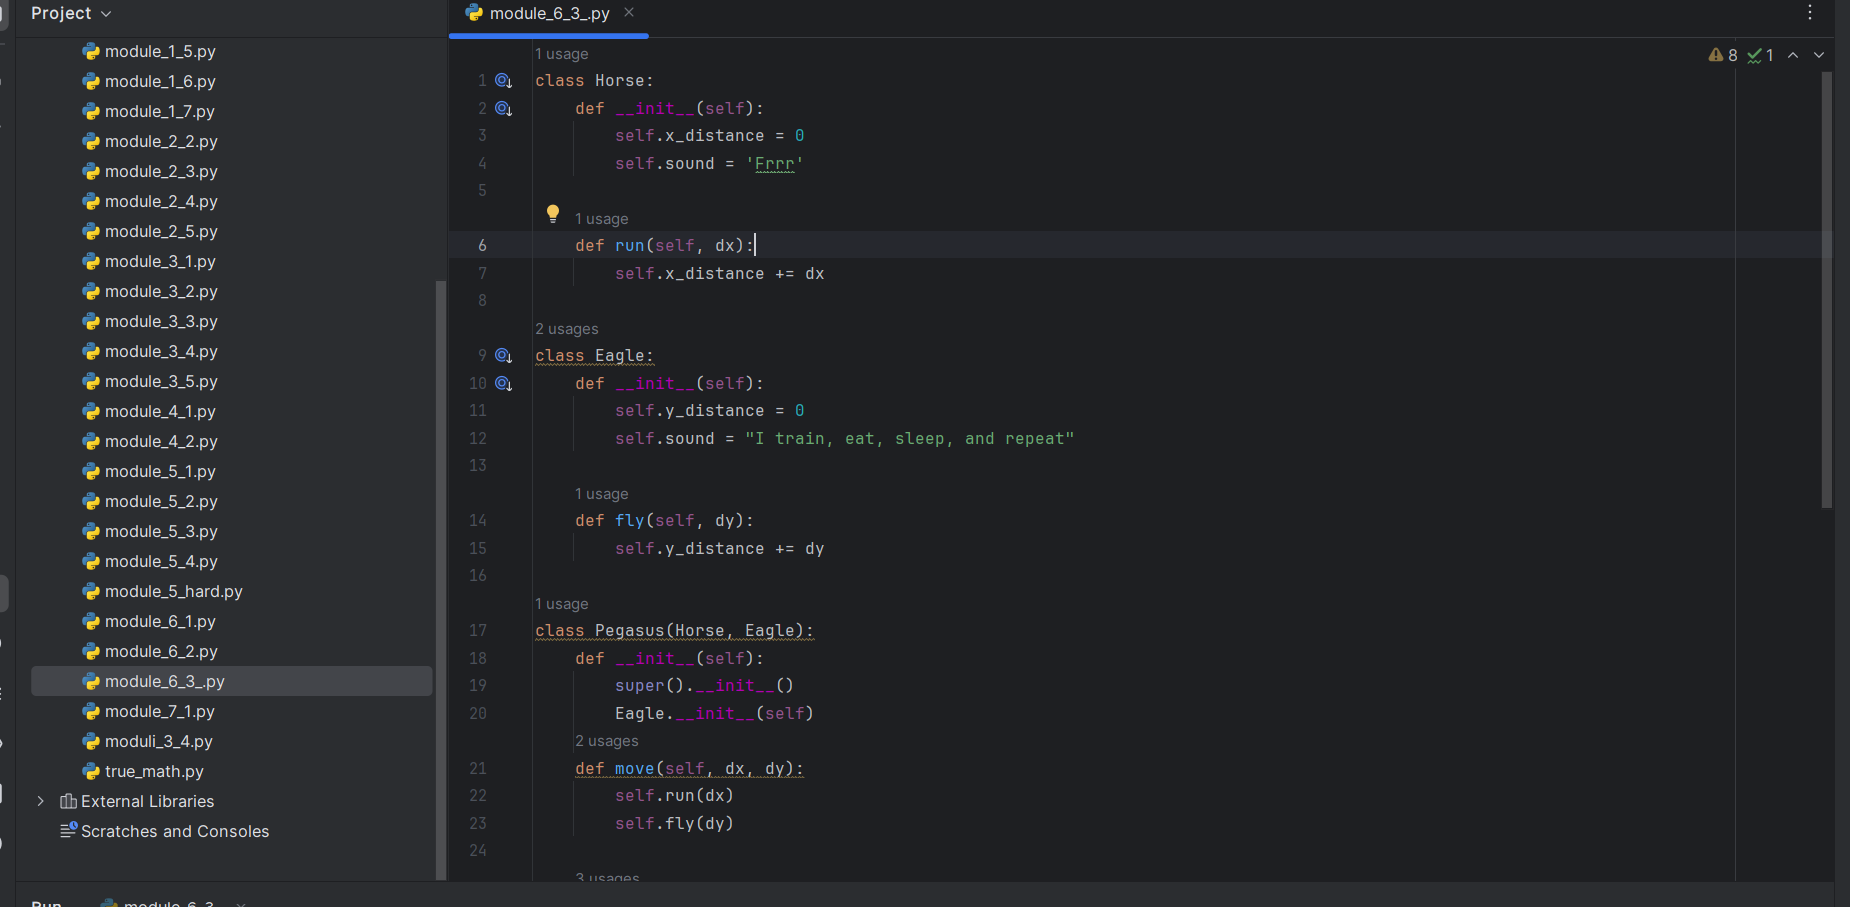 Project
module_1_5.py
module_1_6.py
module_1_7.py
module_2_2.py
module_2_3.py
module_2_4.py
module_2_5.py
module_3_1.py
module_3_2.py
module_3_3.py
module_3_4.py
module_3_5.py
module_4_1.py
module_4_2.py
module_5_1.py
module_5_2.py
module_5_3.py
module_5_4.py
module_5_hard.py
module_6_1.py
module_6_2.py
module_6_3_.py
module_7_1.py
moduli_3_4.py
true_math.py
External Libraries
Scratches and Consoles
module_6_3_.py
8 1
1 usage
1 class Horse:
2 def __init__(self):
3 self.x_distance = 0
4 self.sound = 'Frrr'
5
1 usage
6 def run(self, dx):
7 self.x_distance += dx
8
2 usages
9 class Eagle:
10 def __init__(self):
11 self.y_distance = 0
12 self.sound = "I train, eat, sleep, and repeat"
13
1 usage
14 def fly(self, dy):
15 self.y_distance += dy
16
1 usage
17 class Pegasus(Horse, Eagle):
18 def __init__(self):
19 super().__init__()
20 Eagle.__init__(self)
2 usages
21 def move(self, dx, dy):
22 self.run(dx)
23 self.fly(dy)
24
3 usages
Run module_6_3_